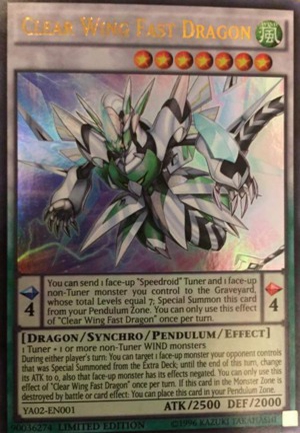 CLEAR WING FAST DRAGON
風
You can send 1 face-up "Speedroid" Tuner and 1 face-up
non-Tuner monster you control to the Graveyard,
whose total Levels equal 7; Special Summon this card
from your Pendulum Zone. You can only use this effect
of "Clear Wing Fast Dragon" once per turn.
4 4
[DRAGON/SYNCHRO/PENDULUM/EFFECT]
1 Tuner + 1 or more non-Tuner WIND monsters
During either player's turn: You can target 1 face-up monster your opponent controls
that was Special Summoned from the Extra Deck; until the end of this turn, change
its ATK to 0, also that face-up monster has its effects negated. You can only use this
effect of "Clear Wing Fast Dragon" once per turn. If this card in the Monster Zone is
destroyed by battle or card effect: You can place this card in your Pendulum Zone.
ATK/2500 DEF/2000
YA02-EN001
90036274 LIMITED EDITION ©1996 KAZUKI TAKAHASHI